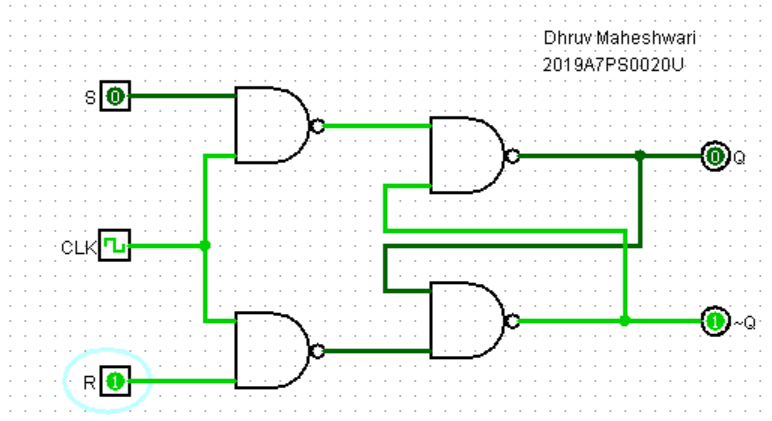 Dhruv Maheshwari
2019A7PS0020U
S 0
0 Q
CLK
1 ~Q
R 1